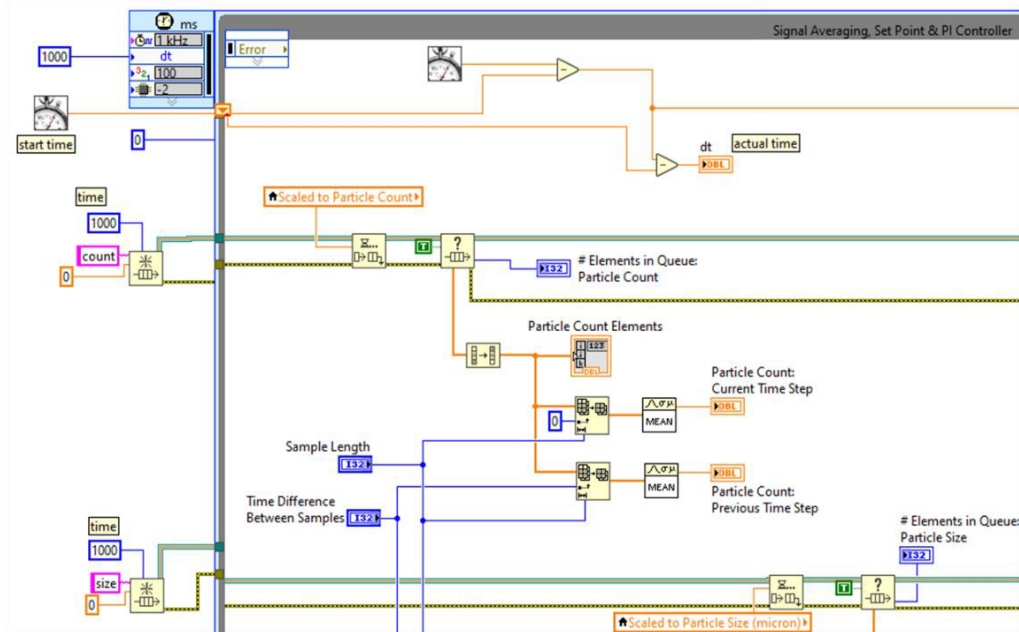 Signal Averaging, Set Point & PI Controller
ms
1 kHz
dt
100
-2
1000
Error
start time
0
dt
actual time
DBL
time
1000
count
0
Scaled to Particle Count
T
?
I32
# Elements in Queue:
Particle Count
Particle Count Elements
123
DBL
0
MEAN
DBL
Particle Count:
Current Time Step
Sample Length
I32
MEAN
DBL
Particle Count:
Previous Time Step
Time Difference
Between Samples
I32
time
1000
size
0
T
?
# Elements in Queue:
Particle Size
I32
Scaled to Particle Size (micron)